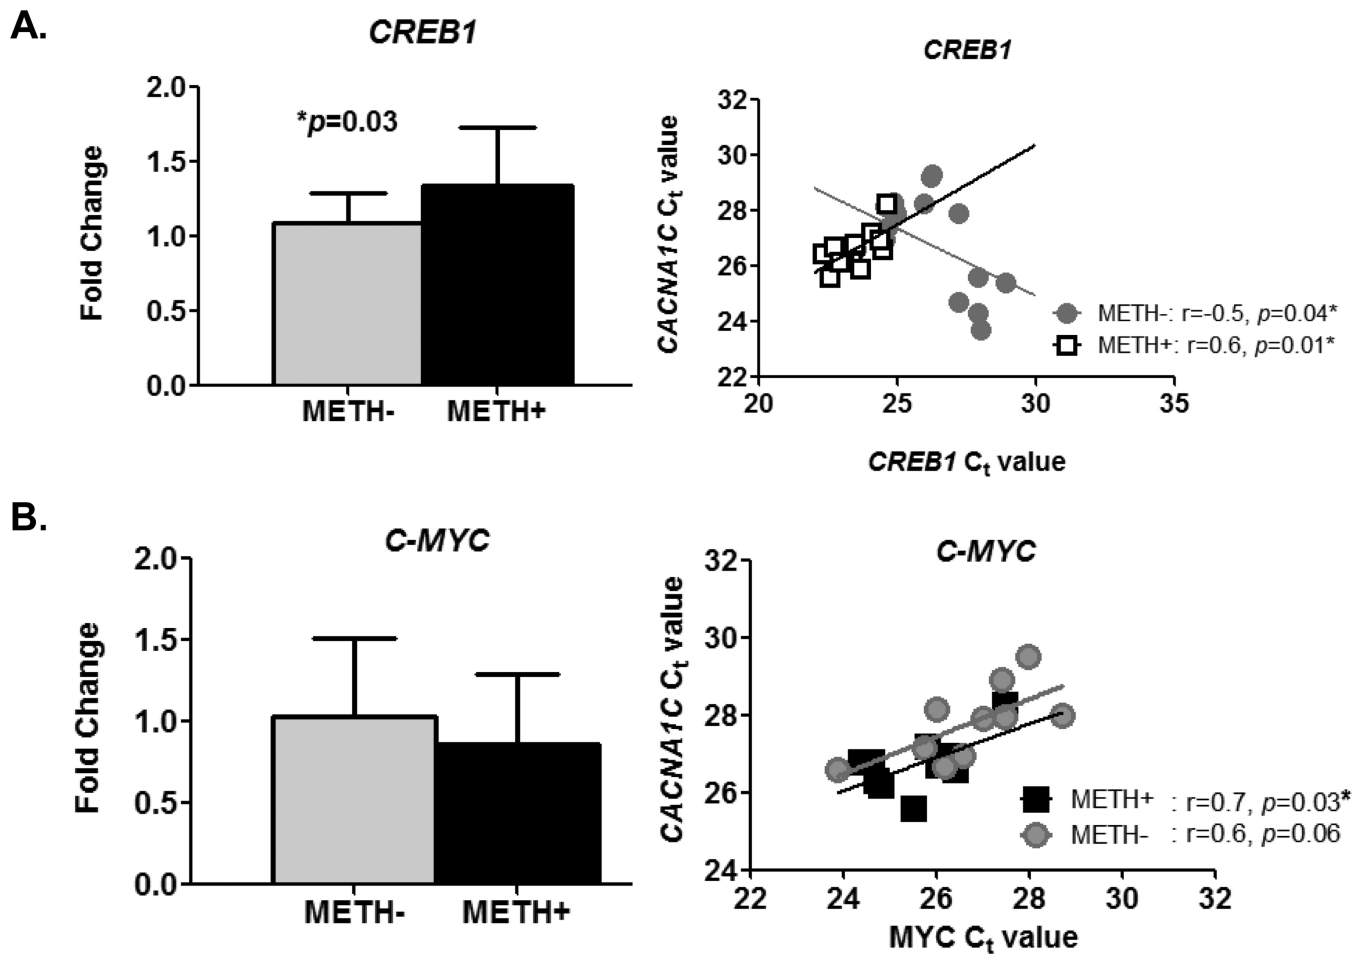 A.
CREB1
2.0
1.5
1.0
0.5
0.0
Fold Change
*p=0.03
METH- METH+
CREB1
32
30
28
26
24
22
CACNA1C Ct value
20 25 30 35
CREB1 Ct value
METH-: r=-0.5, p=0.04*
METH+: r=0.6, p=0.01*
B.
C-MYC
2.0
1.5
1.0
0.5
0.0
Fold Change
METH- METH+
C-MYC
32
30
28
26
24
CACNA1C Ct value
22 24 26 28 30 32
MYC Ct value
METH+ : r=0.7, p=0.03*
METH- : r=0.6, p=0.06